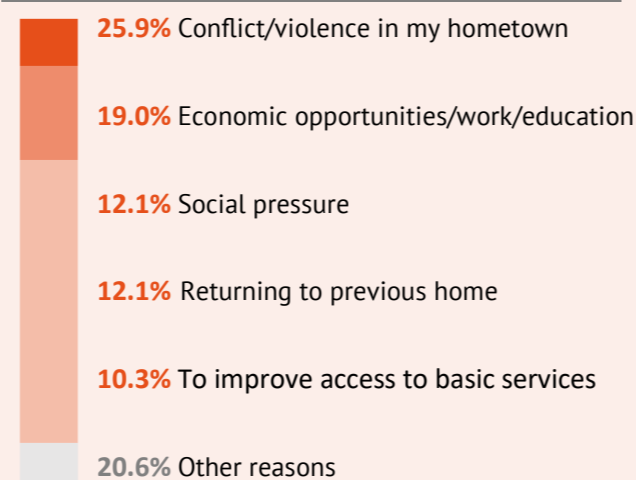 25.9% Conflict/violence in my hometown
19.0% Economic opportunities/work/education
12.1% Social pressure
12.1% Returning to previous home
10.3% To improve access to basic services
20.6% Other reasons